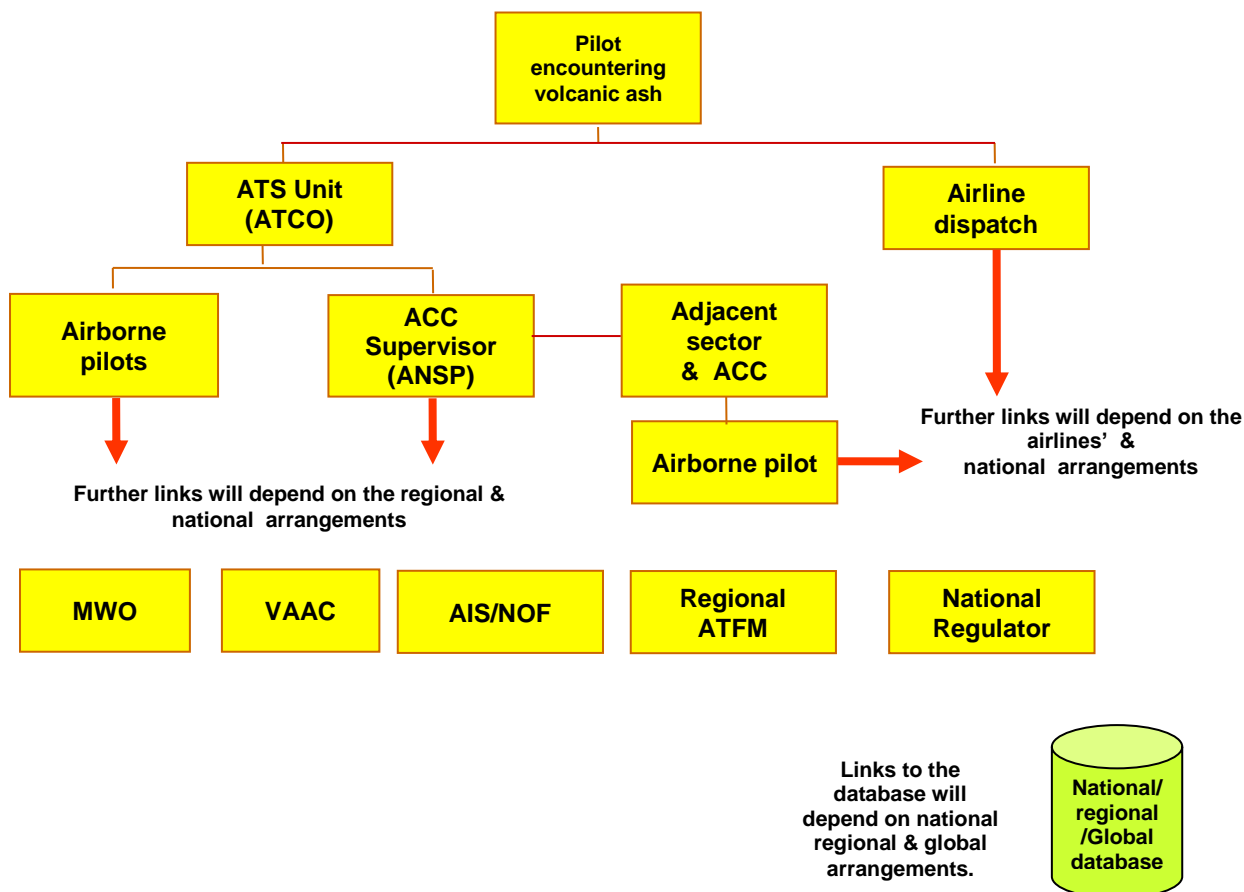 Pilot
encountering
volcanic ash
ATS Unit
(ATCO)
Airline
dispatch
Airborne
pilots
ACC
Supervisor
(ANSP)
Adjacent
sector
& ACC
Airborne pilot
Further links will depend on the
airlines' &
national arrangements
Further links will depend on the regional &
national arrangements
MWO
VAAC
AIS/NOF
Regional
ATFM
National
Regulator
Links to the
database will
depend on national
regional & global
arrangements.
National/
regional
/Global
database